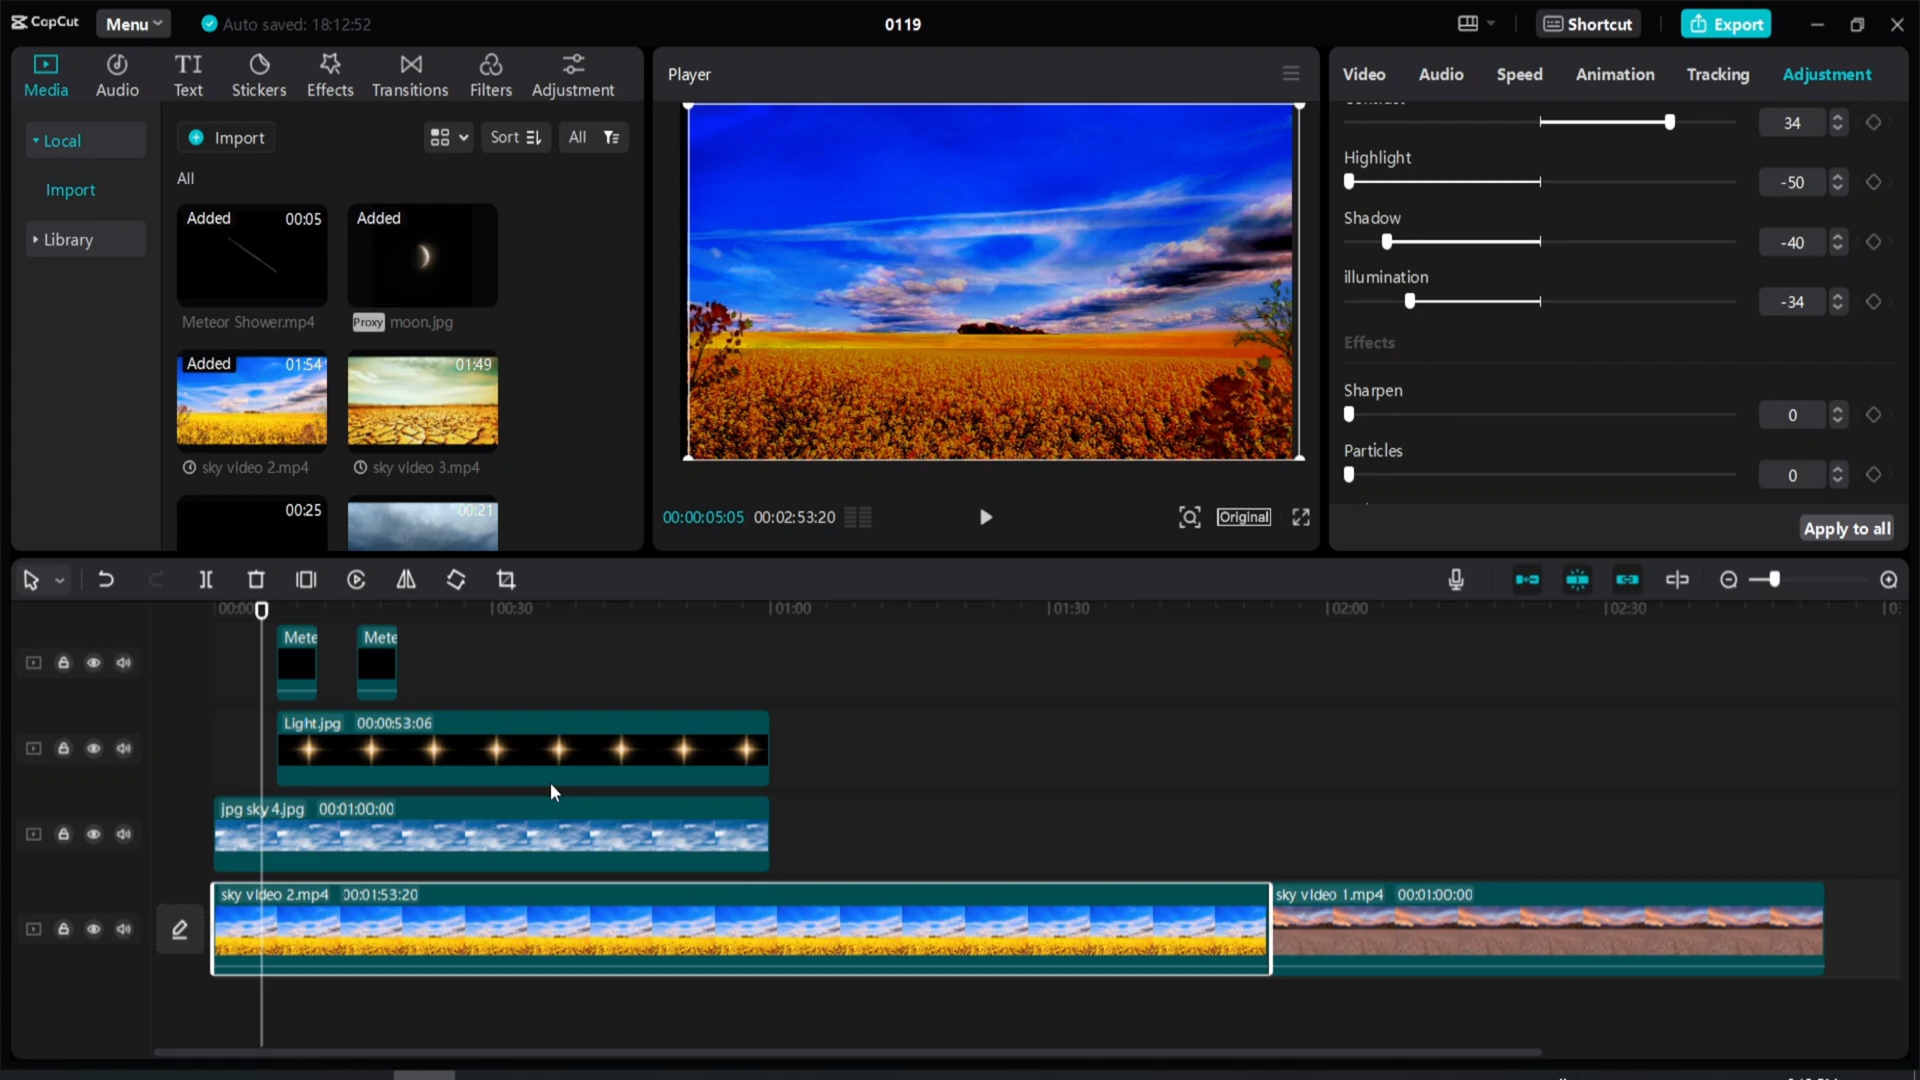 CapCut
Menu
Auto saved: 18:12:52
0119
Shortcut
Export
Media
Audio
Text
Stickers
Effects
Transitions
Filters
Adjustment
Local
Import
Library
Import
Sort
All
All
Added 00:05
Added
Meteor Shower.mp4
Proxy moon.jpg
Added 01:54
01:49
sky video 2.mp4
sky video 3.mp4
00:25
00:21
Player
00:00:05:05 00:02:53:20
Original
Video
Audio
Speed
Animation
Tracking
Adjustment
Contrast
34
Highlight
-50
Shadow
-40
illumination
-34
Effects
Sharpen
0
Particles
0
Apply to all
00:00
00:30
01:00
01:30
02:00
02:30
Mete
Mete
Light.jpg 00:00:53:06
jpg sky 4.jpg 00:01:00:00
sky video 2.mp4 00:01:53:20
sky video 1.mp4 00:01:00:00